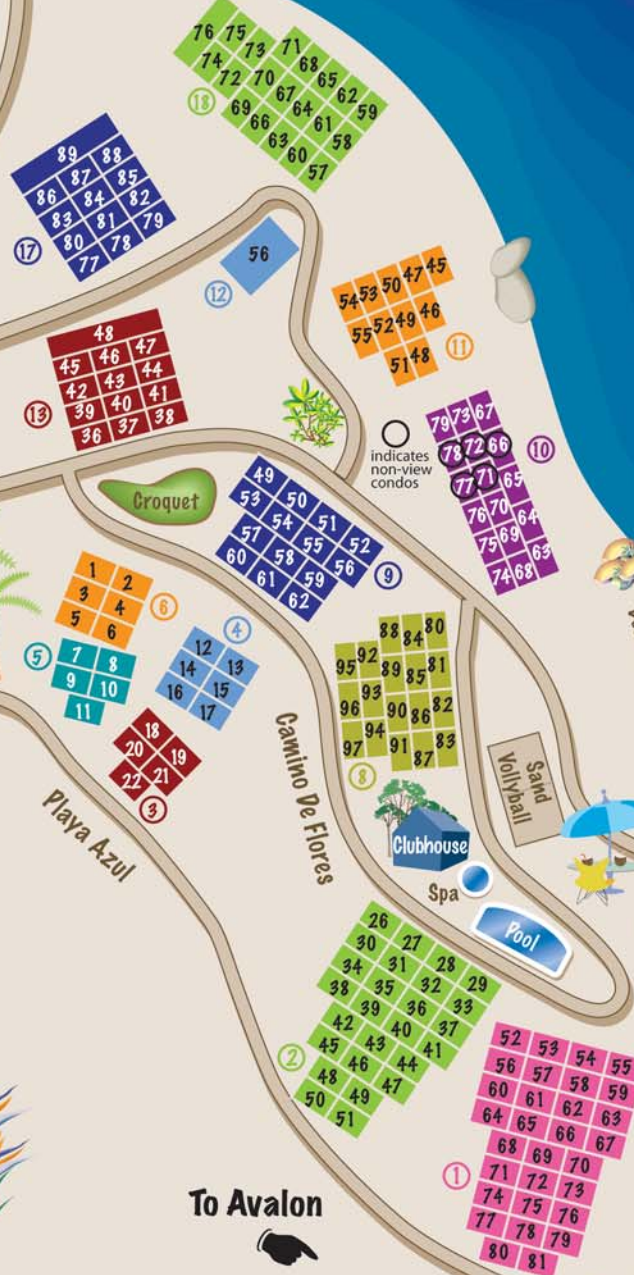 76 75
73 71
74 68
72 70 65
67 62
69 64 59
66 61
63 58
60
57
18
89 88
87 85
86 84 82
83 81 79
80 78
77
17
56
12
54 53 50 47 45
55 52 49 46
51 48
11
48
45 46 47
42 43 44
39 40 41
36 37 38
13
indicates
non-view
condos
79 73 67
78 72 66
77 71 65
76 70 64
75 69 63
74 68
10
Croquet
49
53 50
54 51
57 55 52
60 58 56
61 59
62
9
1 2
3 4
5 6
6
5
7 8
9 10
11
4
12
14 13
16 15
17
18
20 19
22 21
3
88 84 80
95 92 89 85 81
96 93 90 86 82
97 94 91 87 83
8
Playa Azul
Camino De Flores
Sand
Vollyball
Clubhouse
Spa
Pool
26
30 27
34 31 28
38 35 32 29
39 36 33
42 40 37
45 43 41
46 44
48 47
50 49
51
2
52 53 54 55
56 57 58 59
60 61 62 63
64 65 66 67
68 69 70
71 72 73
74 75 76
77 78 79
80 81
1
To Avalon